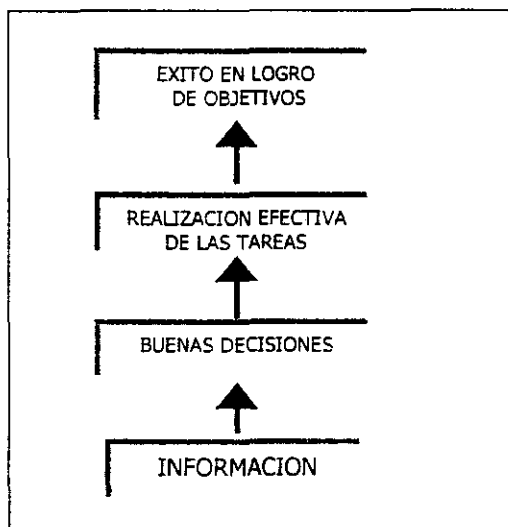 EXITO EN LOGRO
DE OBJETIVOS
REALIZACION EFECTIVA
DE LAS TAREAS
BUENAS DECISIONES
INFORMACION